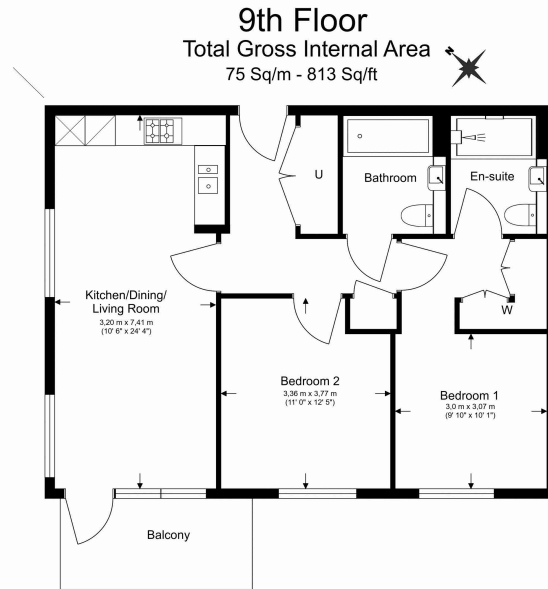 9th Floor
Total Gross Internal Area
75 Sq/m - 813 Sq/ft
N
U
Bathroom
En-suite
Kitchen/Dining/
Living Room
3,20 m x 7,41 m
(10' 6" x 24' 4")
W
Bedroom 2
3,36 m x 3,77 m
(11' 0" x 12' 5")
Bedroom 1
3,0 m x 3,07 m
(9' 10" x 10' 1")
Balcony